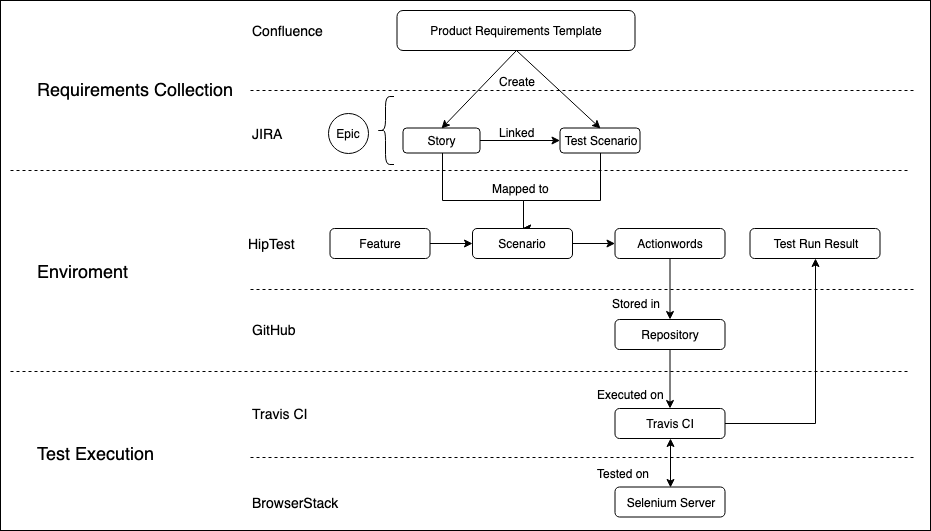 Confluence
Product Requirements Template
Requirements Collection
Create
JIRA
Epic
Story
Linked
Test Scenario
Mapped to
HipTest
Feature
Scenario
Actionwords
Test Run Result
Enviroment
Stored in
GitHub
Repository
Executed on
Travis CI
Travis CI
Test Execution
Tested on
BrowserStack
Selenium Server